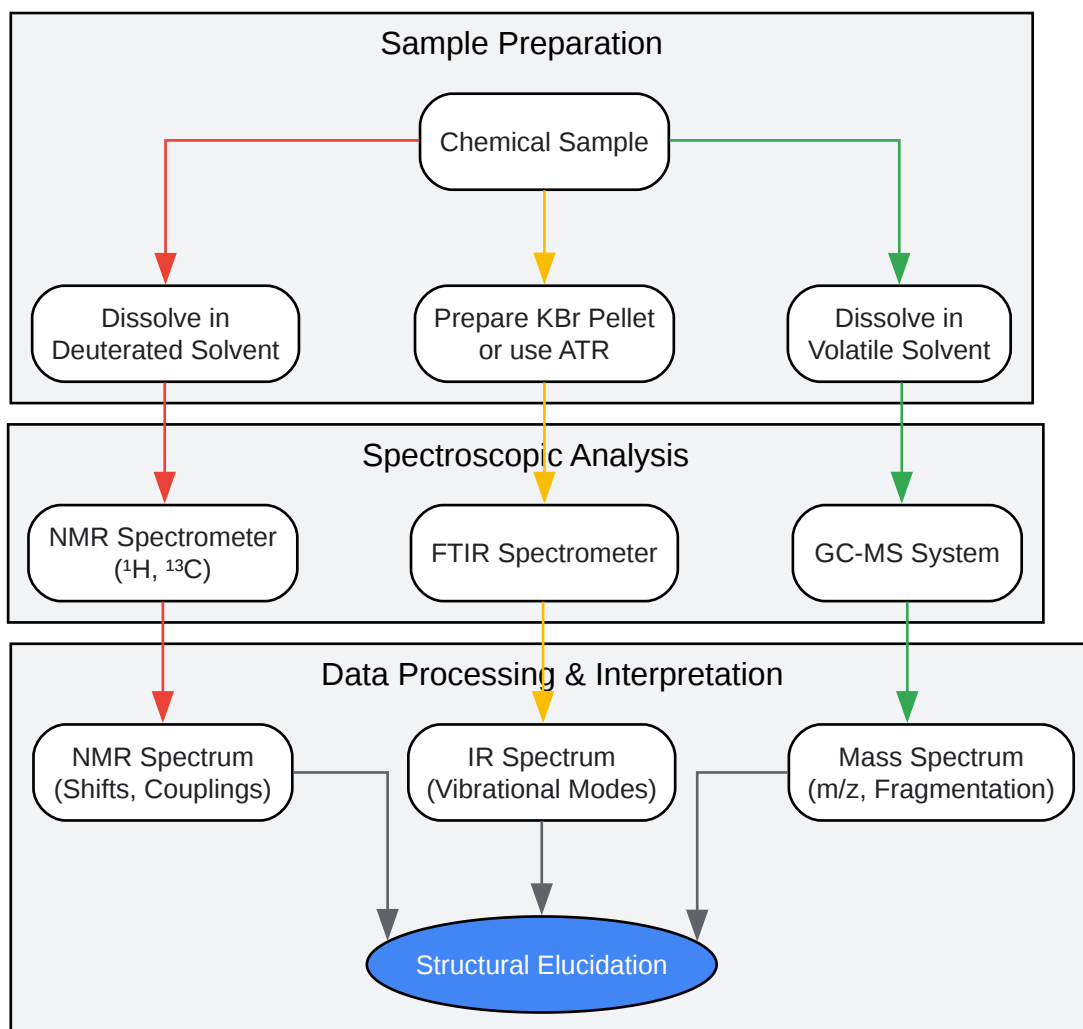 Sample Preparation
Chemical Sample
Dissolve in
Deuterated Solvent
Prepare KBr Pellet
or use ATR
Dissolve in
Volatile Solvent
Spectroscopic Analysis
NMR Spectrometer
(¹H, ¹³C)
FTIR Spectrometer
GC-MS System
Data Processing & Interpretation
NMR Spectrum
(Shifts, Couplings)
IR Spectrum
(Vibrational Modes)
Mass Spectrum
(m/z, Fragmentation)
Structural Elucidation